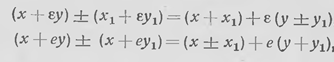 (x + εy) ± (x₁ + εy₁) = (x + x₁) + ε (y ± y₁)
(x + ey) ± (x + ey₁) = (x ± x₁) + e (y + y₁),